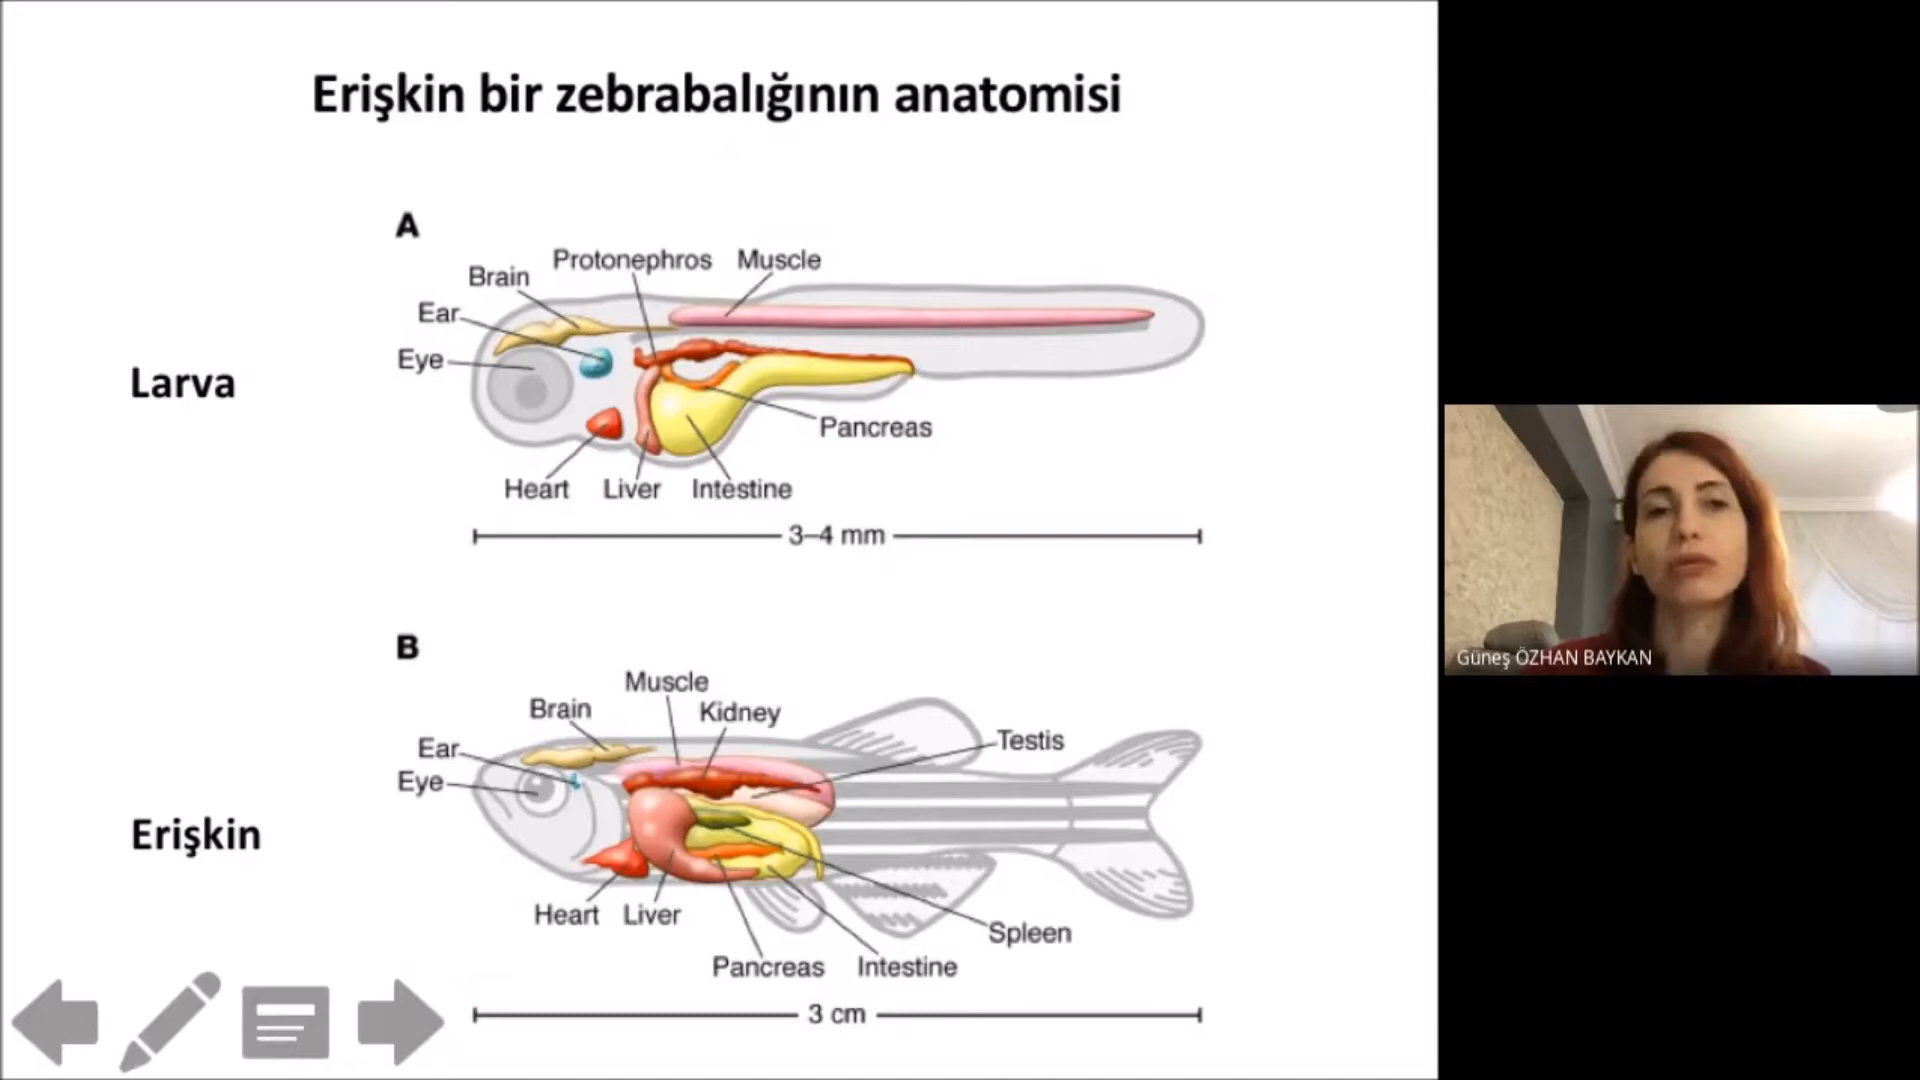 Erişkin bir zebrabalığının anatomisi
A
Protonephros Muscle
Brain
Ear
Eye
Larva
Pancreas
Heart Liver Intestine
3–4 mm
B
Muscle
Brain Kidney
Testis
Ear
Eye
Erişkin
Heart Liver
Spleen
Pancreas Intestine
3 cm
Güneş ÖZHAN BAYKAN